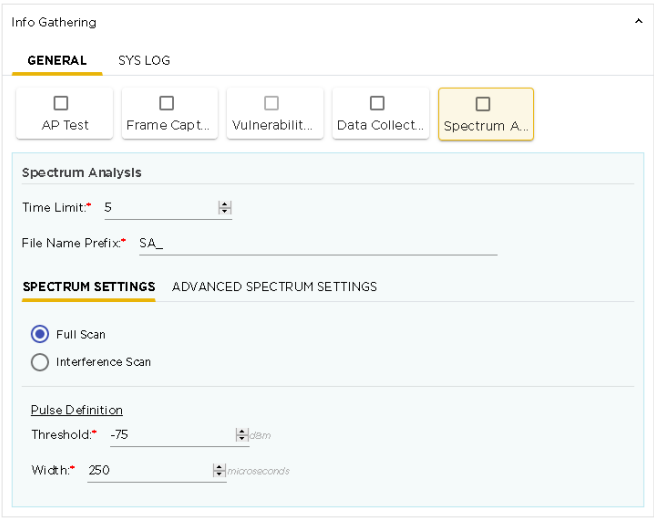 Info Gathering
GENERAL SYS LOG
AP Test Frame Capt... Vulnerabilit... Data Collect... Spectrum A...
Spectrum Analysis
Time Limit:* 5
File Name Prefix:* SA_
SPECTRUM SETTINGS ADVANCED SPECTRUM SETTINGS
Full Scan
Interference Scan
Pulse Definition
Threshold:* -75 dBm
Width:* 250 microseconds